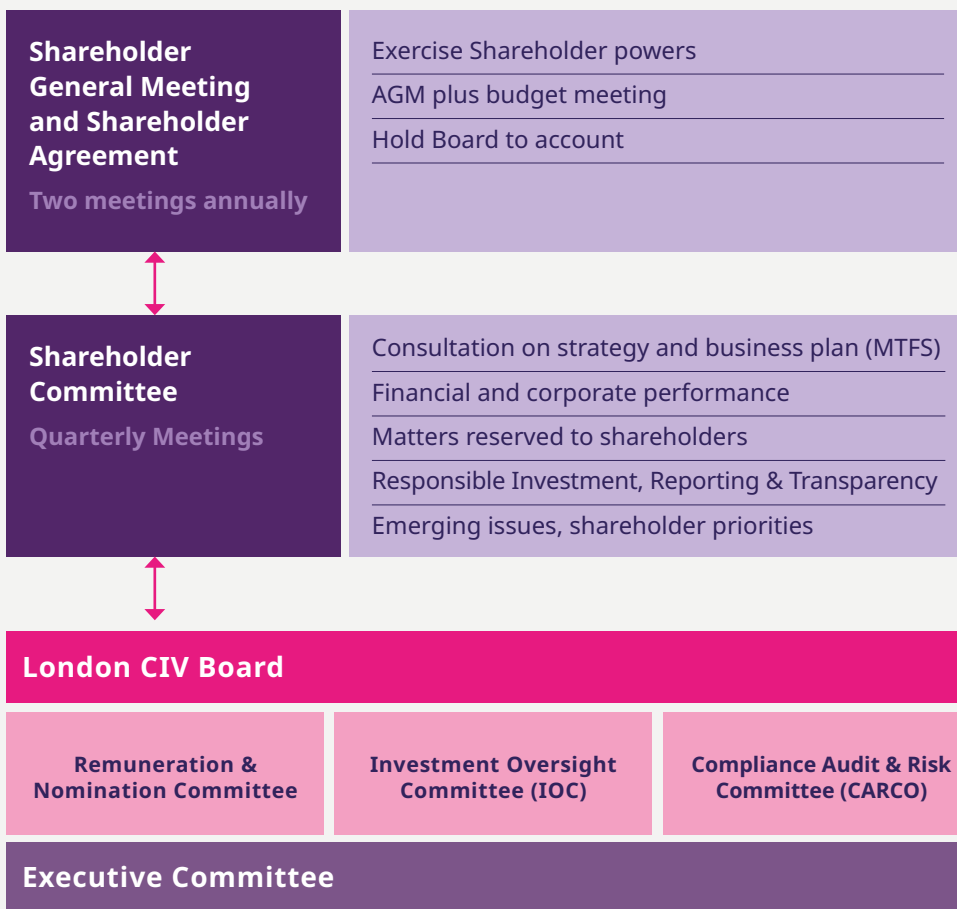 Shareholder
General Meeting
and Shareholder
Agreement
Two meetings annually
Exercise Shareholder powers
AGM plus budget meeting
Hold Board to account
Shareholder
Committee
Quarterly Meetings
Consultation on strategy and business plan (MTFS)
Financial and corporate performance
Matters reserved to shareholders
Responsible Investment, Reporting & Transparency
Emerging issues, shareholder priorities
London CIV Board
Remuneration &
Nomination Committee
Investment Oversight
Committee (IOC)
Compliance Audit & Risk
Committee (CARCO)
Executive Committee